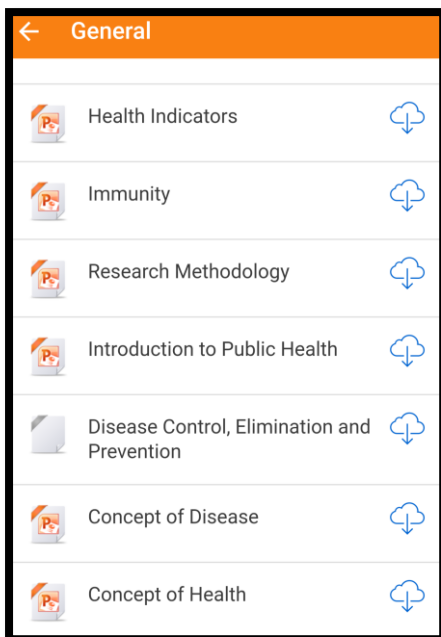 General
Health Indicators
Immunity
Research Methodology
Introduction to Public Health
Disease Control, Elimination and
Prevention
Concept of Disease
Concept of Health